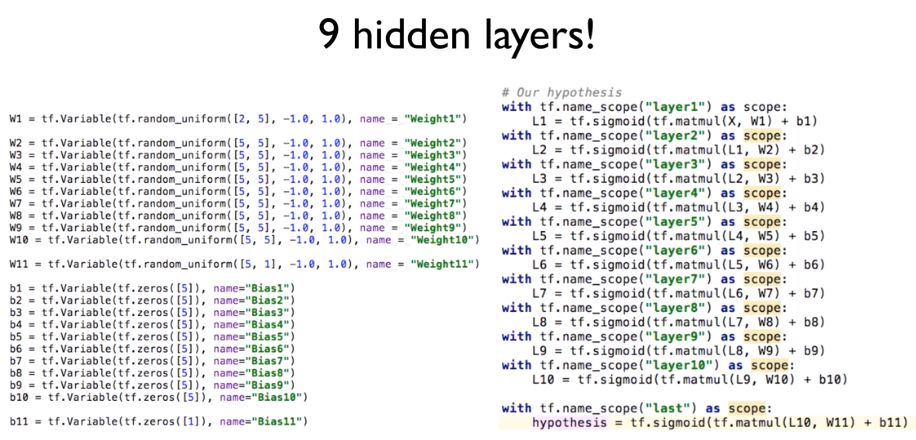 9 hidden layers!
W1 = tf.Variable(tf.random_uniform([2, 5], -1.0, 1.0), name = "Weight1")
W2 = tf.Variable(tf.random_uniform([5, 5], -1.0, 1.0), name = "Weight2")
W3 = tf.Variable(tf.random_uniform([5, 5], -1.0, 1.0), name = "Weight3")
W4 = tf.Variable(tf.random_uniform([5, 5], -1.0, 1.0), name = "Weight4")
W5 = tf.Variable(tf.random_uniform([5, 5], -1.0, 1.0), name = "Weight5")
W6 = tf.Variable(tf.random_uniform([5, 5], -1.0, 1.0), name = "Weight6")
W7 = tf.Variable(tf.random_uniform([5, 5], -1.0, 1.0), name = "Weight7")
W8 = tf.Variable(tf.random_uniform([5, 5], -1.0, 1.0), name = "Weight8")
W9 = tf.Variable(tf.random_uniform([5, 5], -1.0, 1.0), name = "Weight9")
W10 = tf.Variable(tf.random_uniform([5, 5], -1.0, 1.0), name = "Weight10")
W11 = tf.Variable(tf.random_uniform([5, 1], -1.0, 1.0), name = "Weight11")
b1 = tf.Variable(tf.zeros([5]), name="Bias1")
b2 = tf.Variable(tf.zeros([5]), name="Bias2")
b3 = tf.Variable(tf.zeros([5]), name="Bias3")
b4 = tf.Variable(tf.zeros([5]), name="Bias4")
b5 = tf.Variable(tf.zeros([5]), name="Bias5")
b6 = tf.Variable(tf.zeros([5]), name="Bias6")
b7 = tf.Variable(tf.zeros([5]), name="Bias7")
b8 = tf.Variable(tf.zeros([5]), name="Bias8")
b9 = tf.Variable(tf.zeros([5]), name="Bias9")
b10 = tf.Variable(tf.zeros([5]), name="Bias10")
b11 = tf.Variable(tf.zeros([1]), name="Bias11")
# Our hypothesis
with tf.name_scope("layer1") as scope:
    L1 = tf.sigmoid(tf.matmul(X, W1) + b1)
with tf.name_scope("layer2") as scope:
    L2 = tf.sigmoid(tf.matmul(L1, W2) + b2)
with tf.name_scope("layer3") as scope:
    L3 = tf.sigmoid(tf.matmul(L2, W3) + b3)
with tf.name_scope("layer4") as scope:
    L4 = tf.sigmoid(tf.matmul(L3, W4) + b4)
with tf.name_scope("layer5") as scope:
    L5 = tf.sigmoid(tf.matmul(L4, W5) + b5)
with tf.name_scope("layer6") as scope:
    L6 = tf.sigmoid(tf.matmul(L5, W6) + b6)
with tf.name_scope("layer7") as scope:
    L7 = tf.sigmoid(tf.matmul(L6, W7) + b7)
with tf.name_scope("layer8") as scope:
    L8 = tf.sigmoid(tf.matmul(L7, W8) + b8)
with tf.name_scope("layer9") as scope:
    L9 = tf.sigmoid(tf.matmul(L8, W9) + b9)
with tf.name_scope("layer10") as scope:
    L10 = tf.sigmoid(tf.matmul(L9, W10) + b10)
with tf.name_scope("last") as scope:
    hypothesis = tf.sigmoid(tf.matmul(L10, W11) + b11)